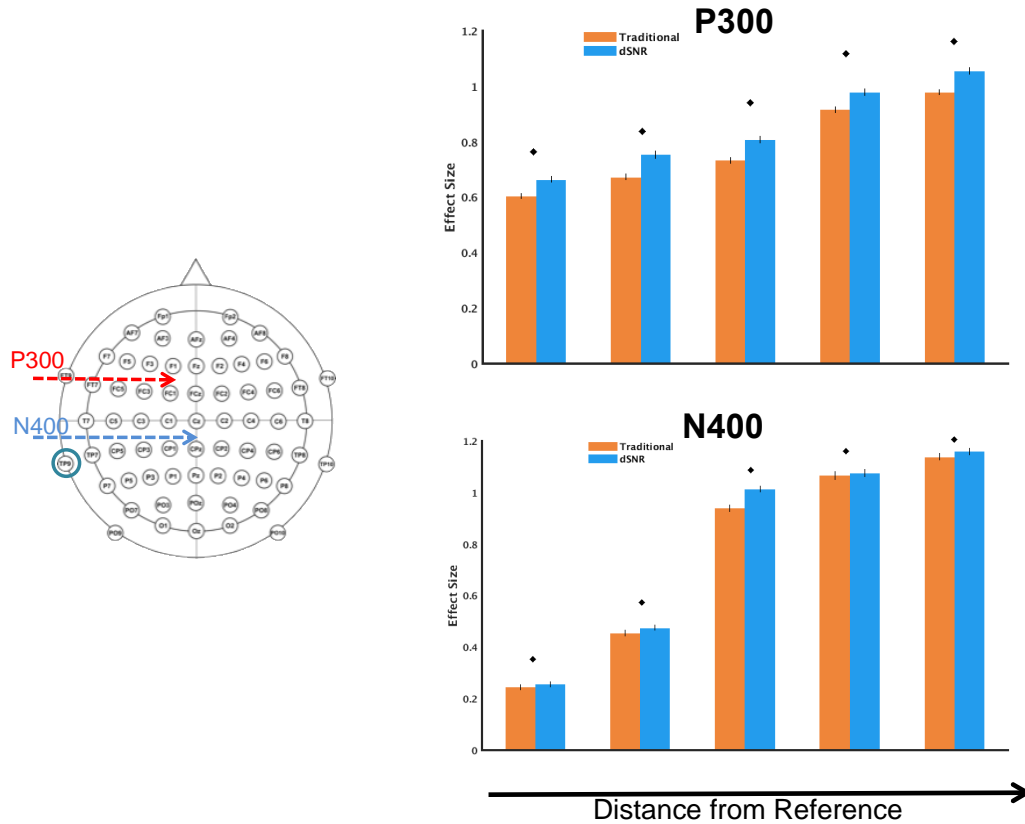 P300
Traditional
dSNR
1.2
1
0.8
0.6
0.4
0.2
0
Effect Size
N400
Traditional
dSNR
1.2
1
0.8
0.6
0.4
0.2
0
Effect Size
Distance from Reference
P300
N400
Fp1 Fp2
AF7 AF3 AFz AF4 AF8
F7 F5 F3 F1 Fz F2 F4 F6 F8
FT9 FT7 FC5 FC3 FC1 FCz FC2 FC4 FC6 FT8 FT10
T7 C5 C3 C1 Cz C2 C4 C6 T8
TP9 TP7 CP5 CP3 CP1 CPz CP2 CP4 CP6 TP8 TP10
P7 P5 P3 P1 Pz P2 P4 P6 P8
PO9 PO7 PO3 POz PO4 PO8 PO10
O1 Oz O2